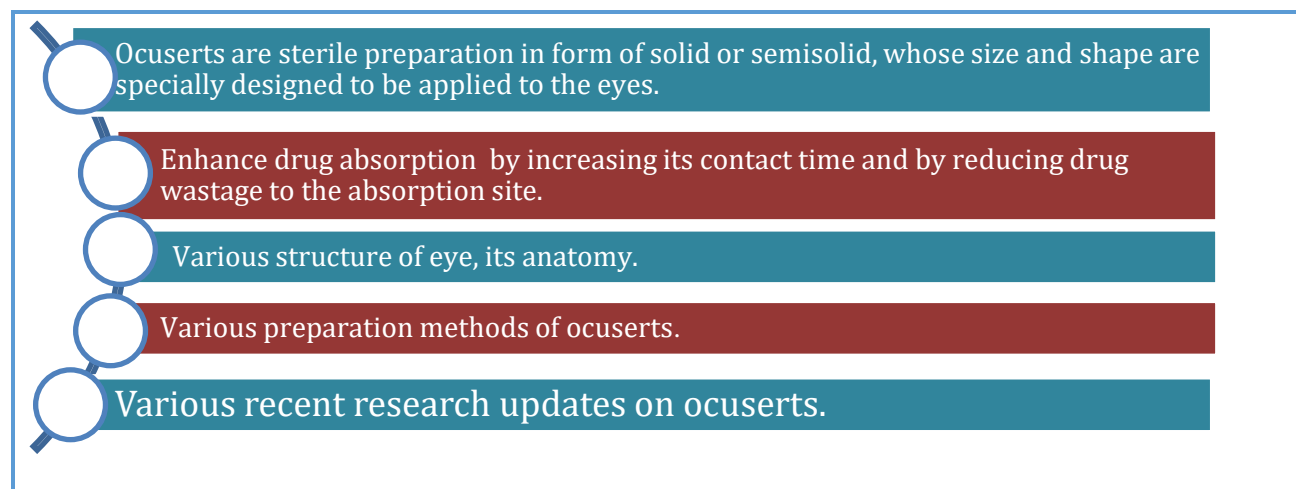 Ocuserts are sterile preparation in form of solid or semisolid, whose size and shape are
specially designed to be applied to the eyes.
Enhance drug absorption by increasing its contact time and by reducing drug
wastage to the absorption site.
Various structure of eye, its anatomy.
Various preparation methods of ocuserts.
Various recent research updates on ocuserts.